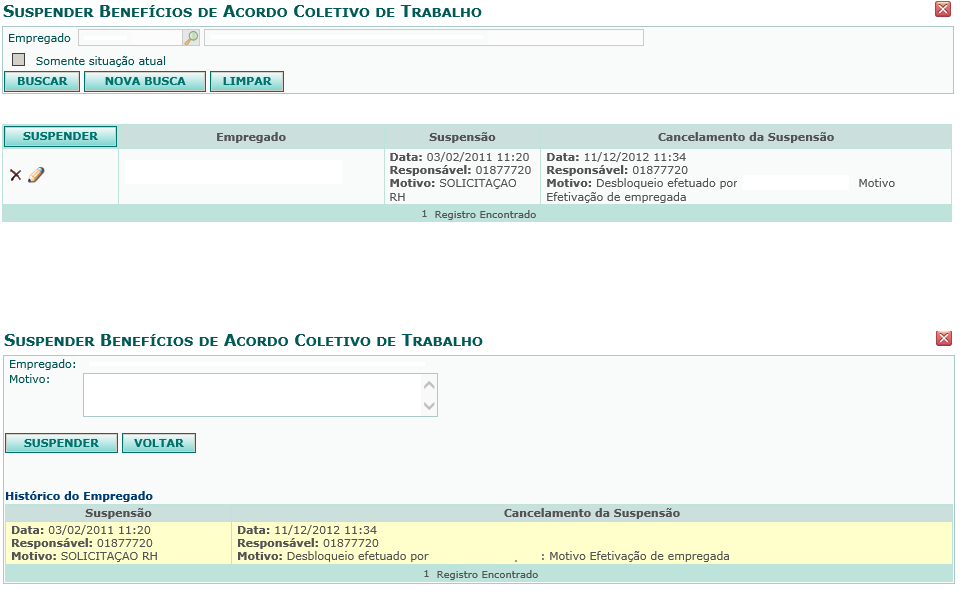 SUSPENDER BENEFÍCIOS DE ACORDO COLETIVO DE TRABALHO
Empregado
Somente situação atual
BUSCAR NOVA BUSCA LIMPAR
SUSPENDER Empregado Suspensão Cancelamento da Suspensão
Data: 03/02/2011 11:20 Data: 11/12/2012 11:34
Responsável: 01877720 Responsável: 01877720
Motivo: SOLICITAÇAO Motivo: Desbloqueio efetuado por Motivo
RH Efetivação de empregada
1 Registro Encontrado
SUSPENDER BENEFÍCIOS DE ACORDO COLETIVO DE TRABALHO
Empregado:
Motivo:
SUSPENDER VOLTAR
Histórico do Empregado
Suspensão Cancelamento da Suspensão
Data: 03/02/2011 11:20 Data: 11/12/2012 11:34
Responsável: 01877720 Responsável: 01877720
Motivo: SOLICITAÇAO RH Motivo: Desbloqueio efetuado por : Motivo Efetivação de empregada
1 Registro Encontrado